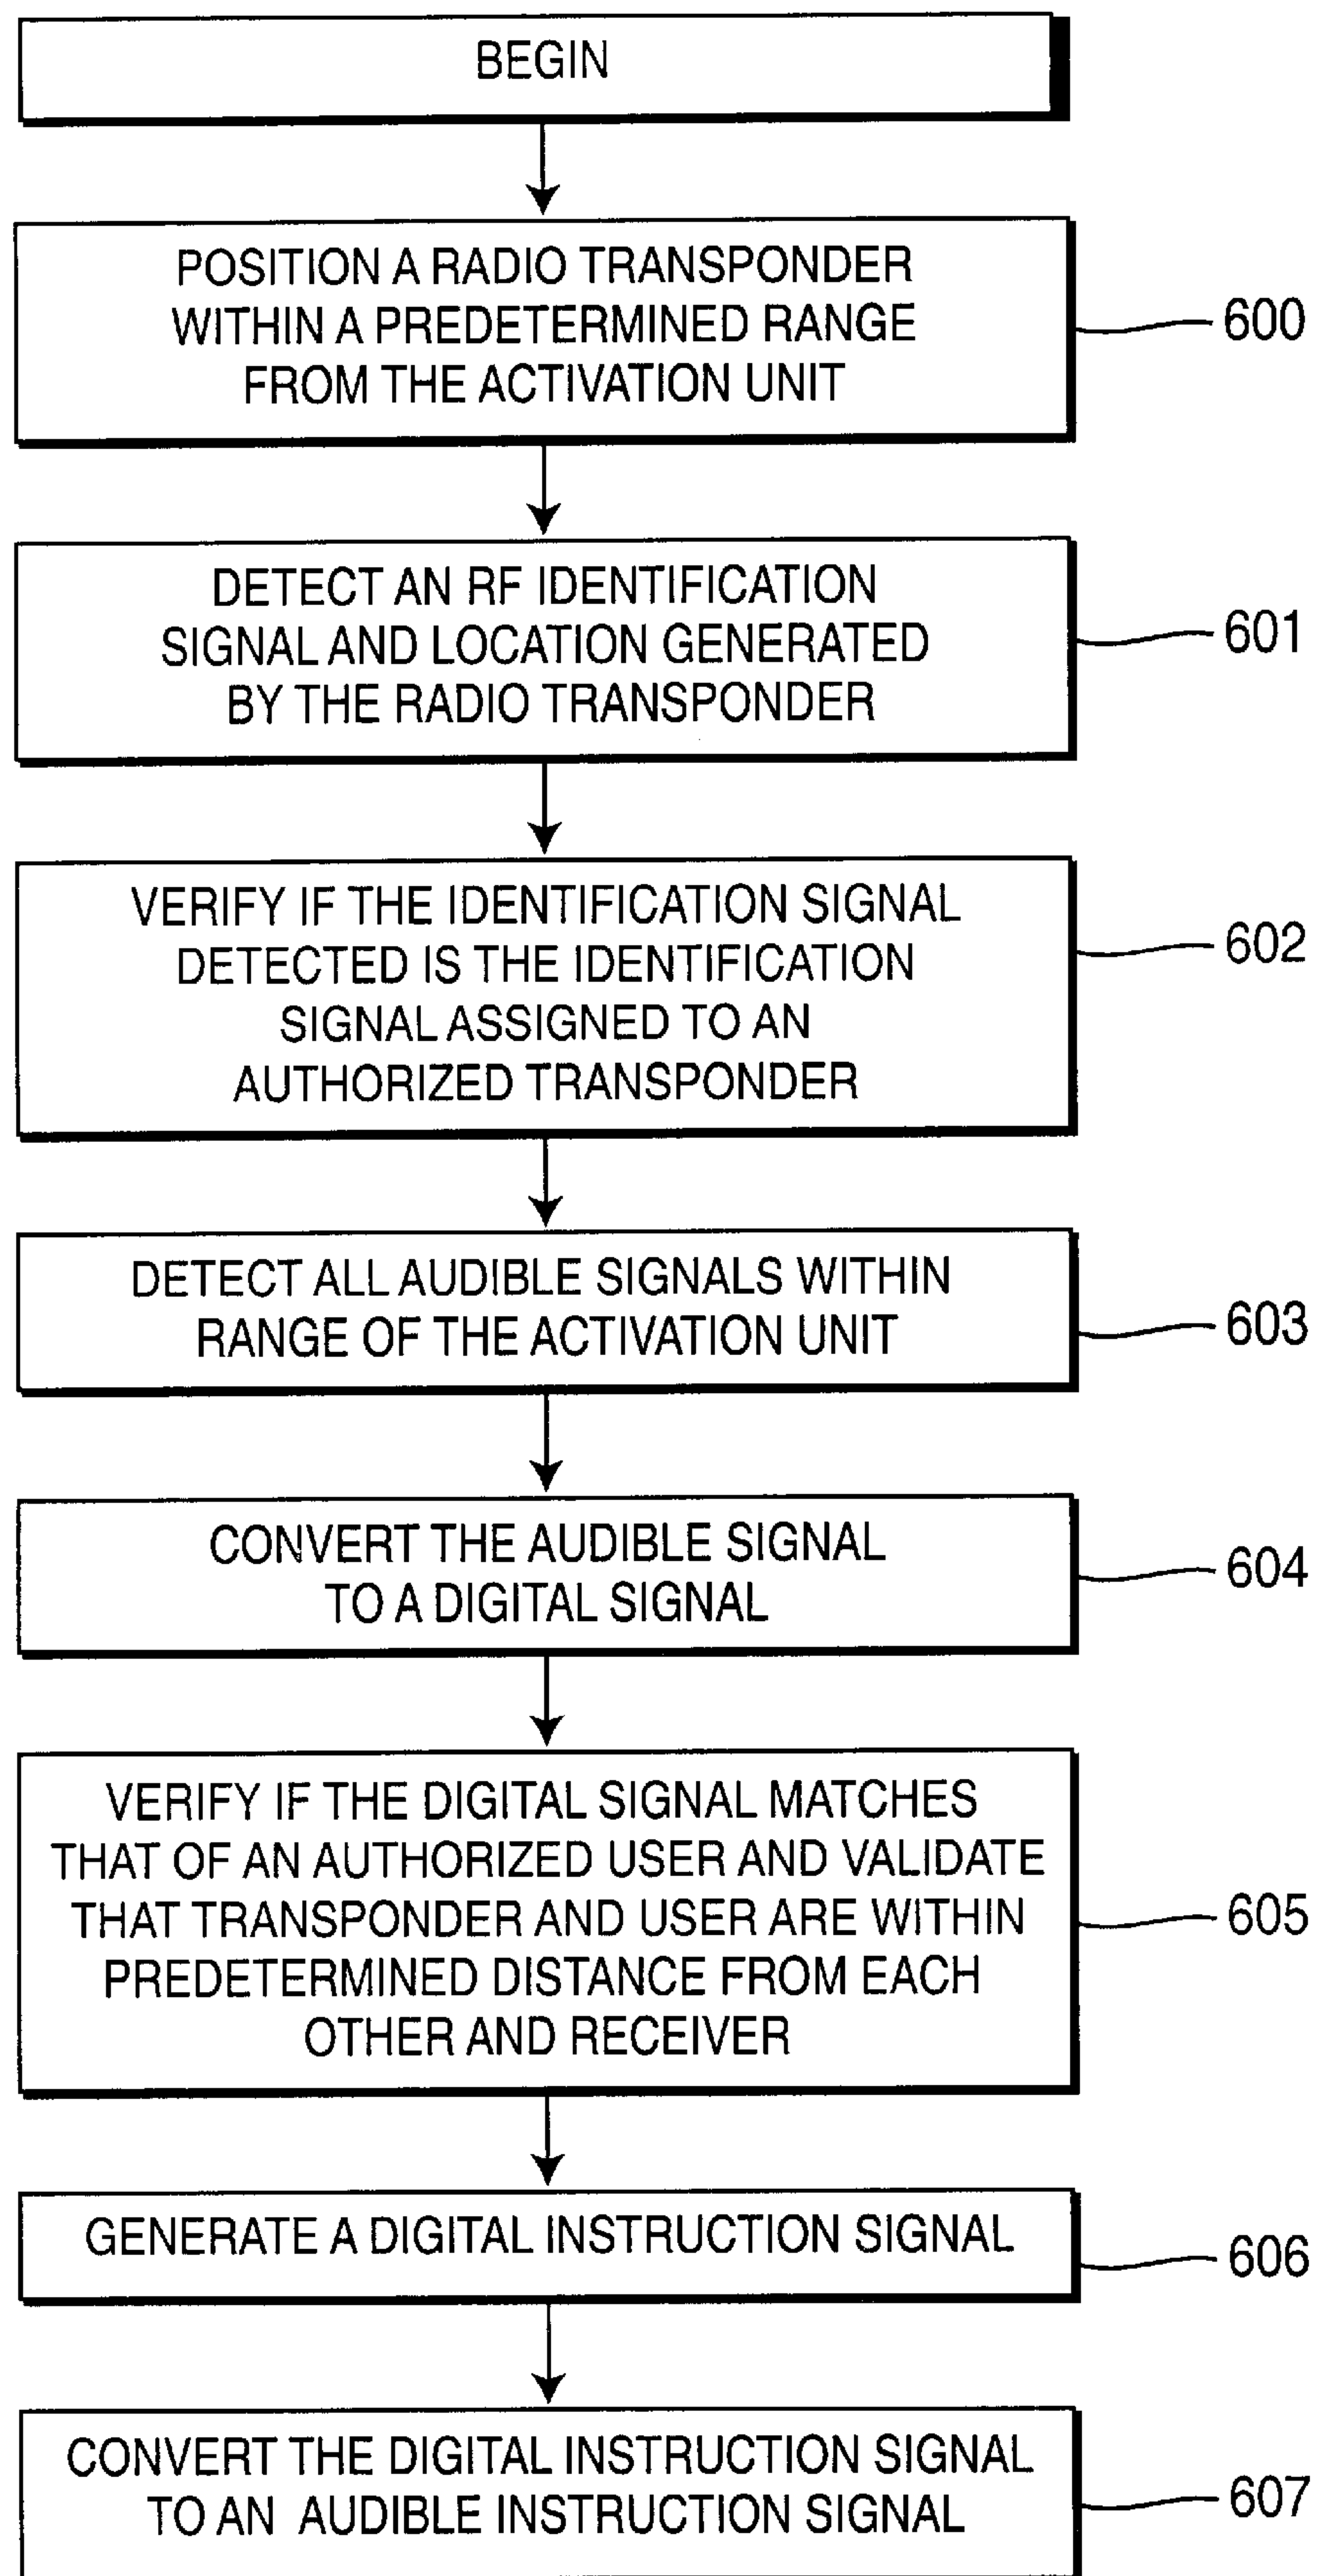 BEGIN
POSITION A RADIO TRANSPONDER
WITHIN A PREDETERMINED RANGE
FROM THE ACTIVATION UNIT
600
DETECT AN RF IDENTIFICATION
SIGNAL AND LOCATION GENERATED
BY THE RADIO TRANSPONDER
601
VERIFY IF THE IDENTIFICATION SIGNAL
DETECTED IS THE IDENTIFICATION
SIGNAL ASSIGNED TO AN
AUTHORIZED TRANSPONDER
602
DETECT ALL AUDIBLE SIGNALS WITHIN
RANGE OF THE ACTIVATION UNIT
603
CONVERT THE AUDIBLE SIGNAL
TO A DIGITAL SIGNAL
604
VERIFY IF THE DIGITAL SIGNAL MATCHES
THAT OF AN AUTHORIZED USER AND VALIDATE
THAT TRANSPONDER AND USER ARE WITHIN
PREDETERMINED DISTANCE FROM EACH
OTHER AND RECEIVER
605
GENERATE A DIGITAL INSTRUCTION SIGNAL
606
CONVERT THE DIGITAL INSTRUCTION SIGNAL
TO AN AUDIBLE INSTRUCTION SIGNAL
607